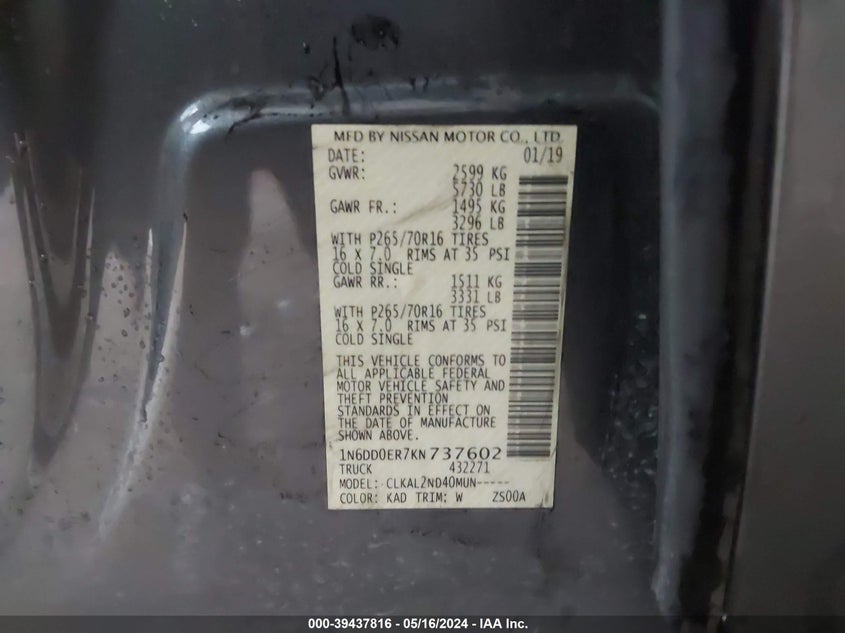 MFD BY NISSAN MOTOR CO., LTD.
DATE: 01/19
GVWR: 2599 KG
5730 LB
GAWR FR.: 1495 KG
3296 LB
WITH P265/70R16 TIRES
16 X 7.0 RIMS AT 35 PSI
COLD SINGLE
GAWR RR.: 1511 KG
3331 LB
WITH P265/70R16 TIRES
16 X 7.0 RIMS AT 35 PSI
COLD SINGLE
THIS VEHICLE CONFORMS TO
ALL APPLICABLE FEDERAL
MOTOR VEHICLE SAFETY AND
THEFT PREVENTION
STANDARDS IN EFFECT ON
THE DATE OF MANUFACTURE
SHOWN ABOVE.
1N6DD0ER7KN737602
TRUCK 432271
MODEL: CLKAL2ND40MUN-----
COLOR: KAD TRIM: W ZS00A
000-39437816 / 05/16/2024 - IAA Inc.